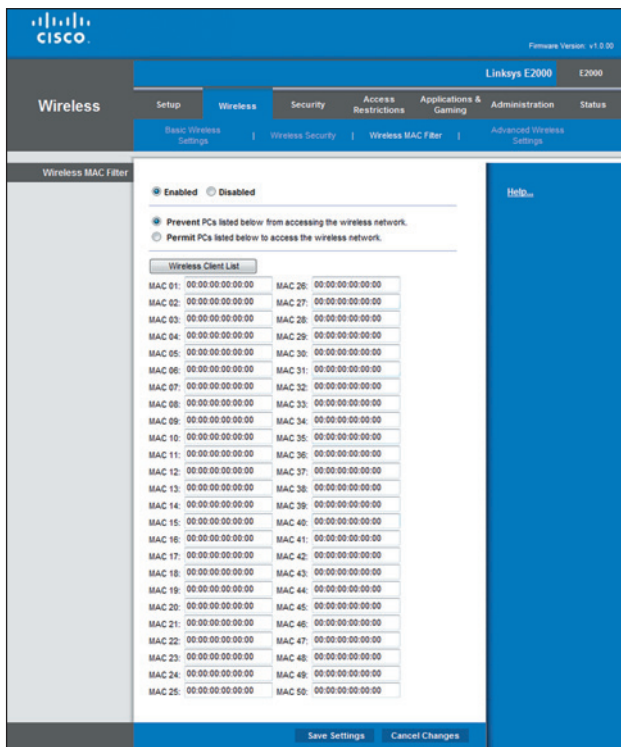 CISCO
Firmware Version: v1.0.00
Linksys E2000 E2000
Wireless
Setup Wireless Security Access Restrictions Applications & Gaming Administration Status
Basic Wireless Settings | Wireless Security | Wireless MAC Filter | Advanced Wireless Settings
Wireless MAC Filter
Enabled Disabled
Help...
Prevent PCs listed below from accessing the wireless network.
Permit PCs listed below to access the wireless network.
Wireless Client List
MAC 01: 00:00:00:00:00:00 MAC 26: 00:00:00:00:00:00
MAC 02: 00:00:00:00:00:00 MAC 27: 00:00:00:00:00:00
MAC 03: 00:00:00:00:00:00 MAC 28: 00:00:00:00:00:00
MAC 04: 00:00:00:00:00:00 MAC 29: 00:00:00:00:00:00
MAC 05: 00:00:00:00:00:00 MAC 30: 00:00:00:00:00:00
MAC 06: 00:00:00:00:00:00 MAC 31: 00:00:00:00:00:00
MAC 07: 00:00:00:00:00:00 MAC 32: 00:00:00:00:00:00
MAC 08: 00:00:00:00:00:00 MAC 33: 00:00:00:00:00:00
MAC 09: 00:00:00:00:00:00 MAC 34: 00:00:00:00:00:00
MAC 10: 00:00:00:00:00:00 MAC 35: 00:00:00:00:00:00
MAC 11: 00:00:00:00:00:00 MAC 36: 00:00:00:00:00:00
MAC 12: 00:00:00:00:00:00 MAC 37: 00:00:00:00:00:00
MAC 13: 00:00:00:00:00:00 MAC 38: 00:00:00:00:00:00
MAC 14: 00:00:00:00:00:00 MAC 39: 00:00:00:00:00:00
MAC 15: 00:00:00:00:00:00 MAC 40: 00:00:00:00:00:00
MAC 16: 00:00:00:00:00:00 MAC 41: 00:00:00:00:00:00
MAC 17: 00:00:00:00:00:00 MAC 42: 00:00:00:00:00:00
MAC 18: 00:00:00:00:00:00 MAC 43: 00:00:00:00:00:00
MAC 19: 00:00:00:00:00:00 MAC 44: 00:00:00:00:00:00
MAC 20: 00:00:00:00:00:00 MAC 45: 00:00:00:00:00:00
MAC 21: 00:00:00:00:00:00 MAC 46: 00:00:00:00:00:00
MAC 22: 00:00:00:00:00:00 MAC 47: 00:00:00:00:00:00
MAC 23: 00:00:00:00:00:00 MAC 48: 00:00:00:00:00:00
MAC 24: 00:00:00:00:00:00 MAC 49: 00:00:00:00:00:00
MAC 25: 00:00:00:00:00:00 MAC 50: 00:00:00:00:00:00
Save Settings Cancel Changes